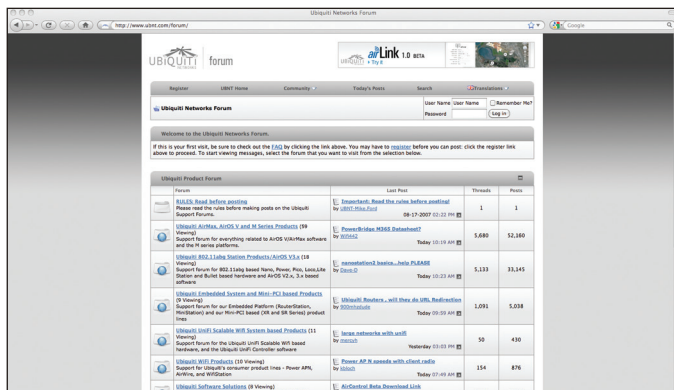 Ubiquiti Networks Forum
http://www.ubnt.com/forum/
Google
UBIQUITI
NETWORKS
forum
UBIQUITI
airLink 1.0 BETA
Try it
Register UBNT Home Community Today's Posts Search Translations
Ubiquiti Networks Forum
User Name User Name Remember Me?
Password Log in
Welcome to the Ubiquiti Networks Forum.
If this is your first visit, be sure to check out the FAQ by clicking the link above. You may have to register before you can post: click the register link
above to proceed. To start viewing messages, select the forum that you want to visit from the selection below.
Ubiquiti Product Forum
Forum Last Post Threads Posts
RULES: Read before posting
Please read the rules before making posts on the Ubiquiti
Support Forums.
Important: Read the rules before posting!
by UBNT-Mike.Ford
08-17-2007 02:22 PM
1 1
Ubiquiti AirMax, AirOS V and M Series Products (59
Viewing)
Support forum for everything related to AirOS V/AirMax software
and the M series platforms.
PowerBridge M365 Datasheet?
by Wifi442
Today 10:19 AM
5,680 52,160
Ubiquiti 802.11abg Station Products/AirOS V3.x (18
Viewing)
Support forum for 802.11abg based Nano, Power, Pico, Loco,Lite
Station and Bullet based hardware and AirOS V2.x, 3.x based
software
nanostation2 basics...help PLEASE
by Dave-D
Today 10:23 AM
5,133 33,145
Ubiquiti Embedded System and Mini-PCI based Products
(9 Viewing)
Support forum for our Embedded Platform (RouterStation,
MiniStation) and our Mini-PCI based (XR and SR Series) product
lines
Ubiquiti Routers , will they do URL Redirection
by 900mhzdude
Today 09:59 AM
1,091 5,038
Ubiquiti UniFi Scalable Wifi System based Products (11
Viewing)
Support forum for the Ubiquiti UniFi Scalable Wifi based
hardware, and the Ubiquiti UniFi Controller software
large networks with unifi
by mercuh
Yesterday 03:03 PM
50 430
Ubiquiti WiFi Products (10 Viewing)
Support for Ubiquiti's consumer product lines - Power APN,
AirWire, and WifiStation
Power AP N speeds with client radio
by kbloch
Today 07:49 AM
154 876
Ubiquiti Software Solutions (8 Viewing)
AirControl Beta Download Link